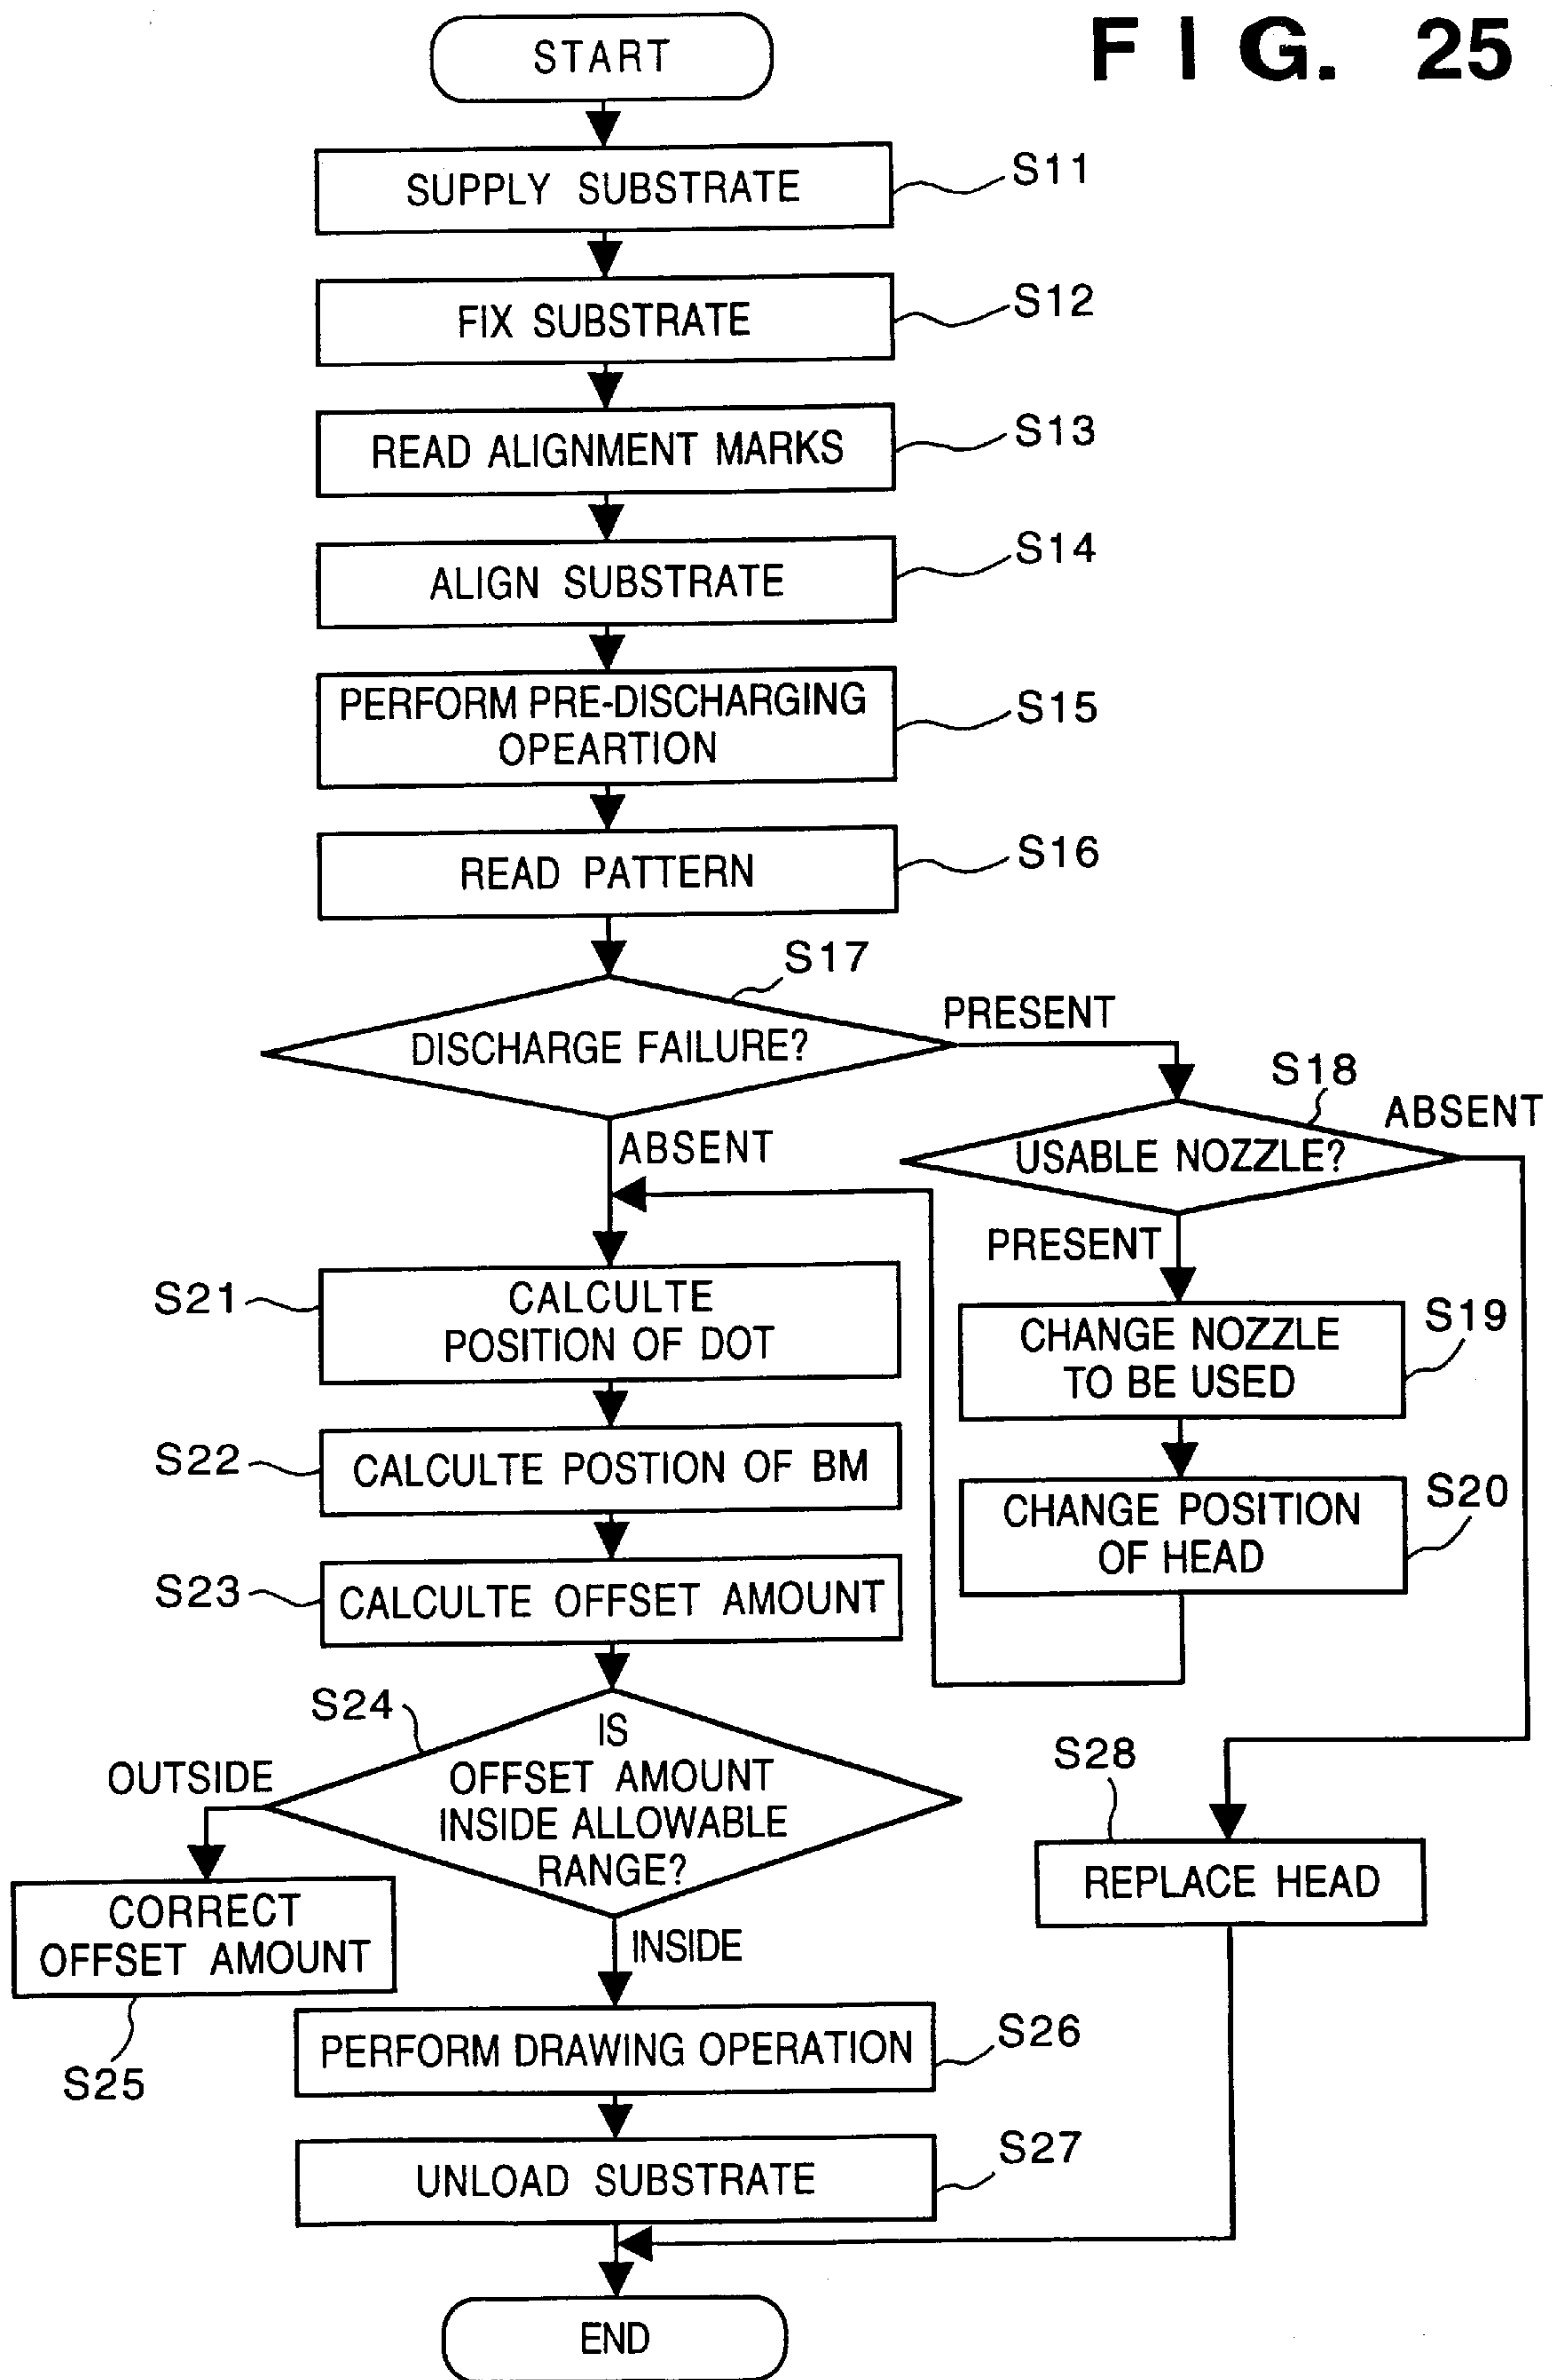 FIG. 25
START
SUPPLY SUBSTRATE
S11
FIX SUBSTRATE
S12
READ ALIGNMENT MARKS
S13
ALIGN SUBSTRATE
S14
PERFORM PRE-DISCHARGING
OPEARTION
S15
READ PATTERN
S16
S17
DISCHARGE FAILURE?
PRESENT
ABSENT
S18
USABLE NOZZLE?
ABSENT
PRESENT
S19
CHANGE NOZZLE
TO BE USED
S20
CHANGE POSITION
OF HEAD
S21
CALCULTE
POSITION OF DOT
S22
CALCULTE POSTION OF BM
S23
CALCULTE OFFSET AMOUNT
S24
IS
OFFSET AMOUNT
INSIDE ALLOWABLE
RANGE?
OUTSIDE
CORRECT
OFFSET AMOUNT
S25
INSIDE
S28
REPLACE HEAD
PERFORM DRAWING OPERATION
S26
UNLOAD SUBSTRATE
S27
END